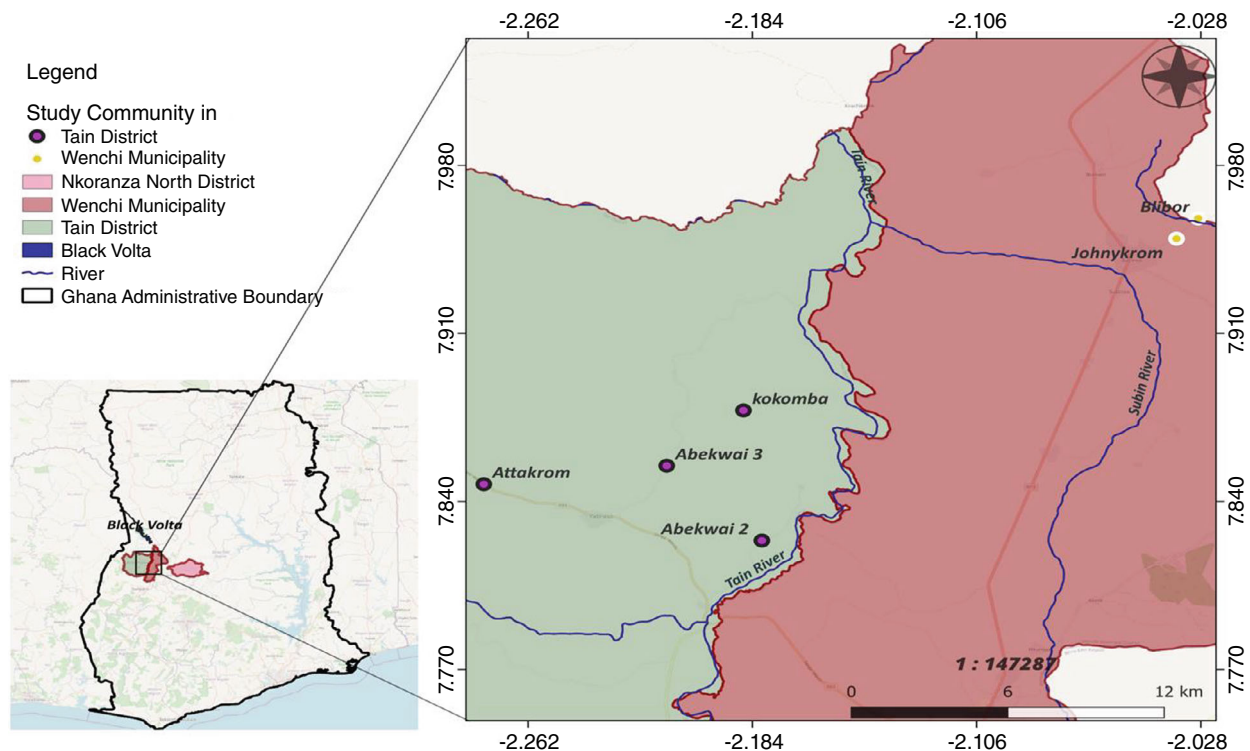 Legend
Study Community in
Tain District
Wenchi Municipality
Nkoranza North District
Wenchi Municipality
Tain District
Black Volta
River
Ghana Administrative Boundary
Black Volta
-2.262 -2.184 -2.106 -2.028
7.980 7.980
7.910 7.910
7.840 7.840
7.770 7.770
Tain River
Blibor
Johnykrom
Subin River
kokomba
Abekwai 3
Attakrom
Abekwai 2
Tain River
1 : 147287
0 6 12 km
-2.262 -2.184 -2.106 -2.028